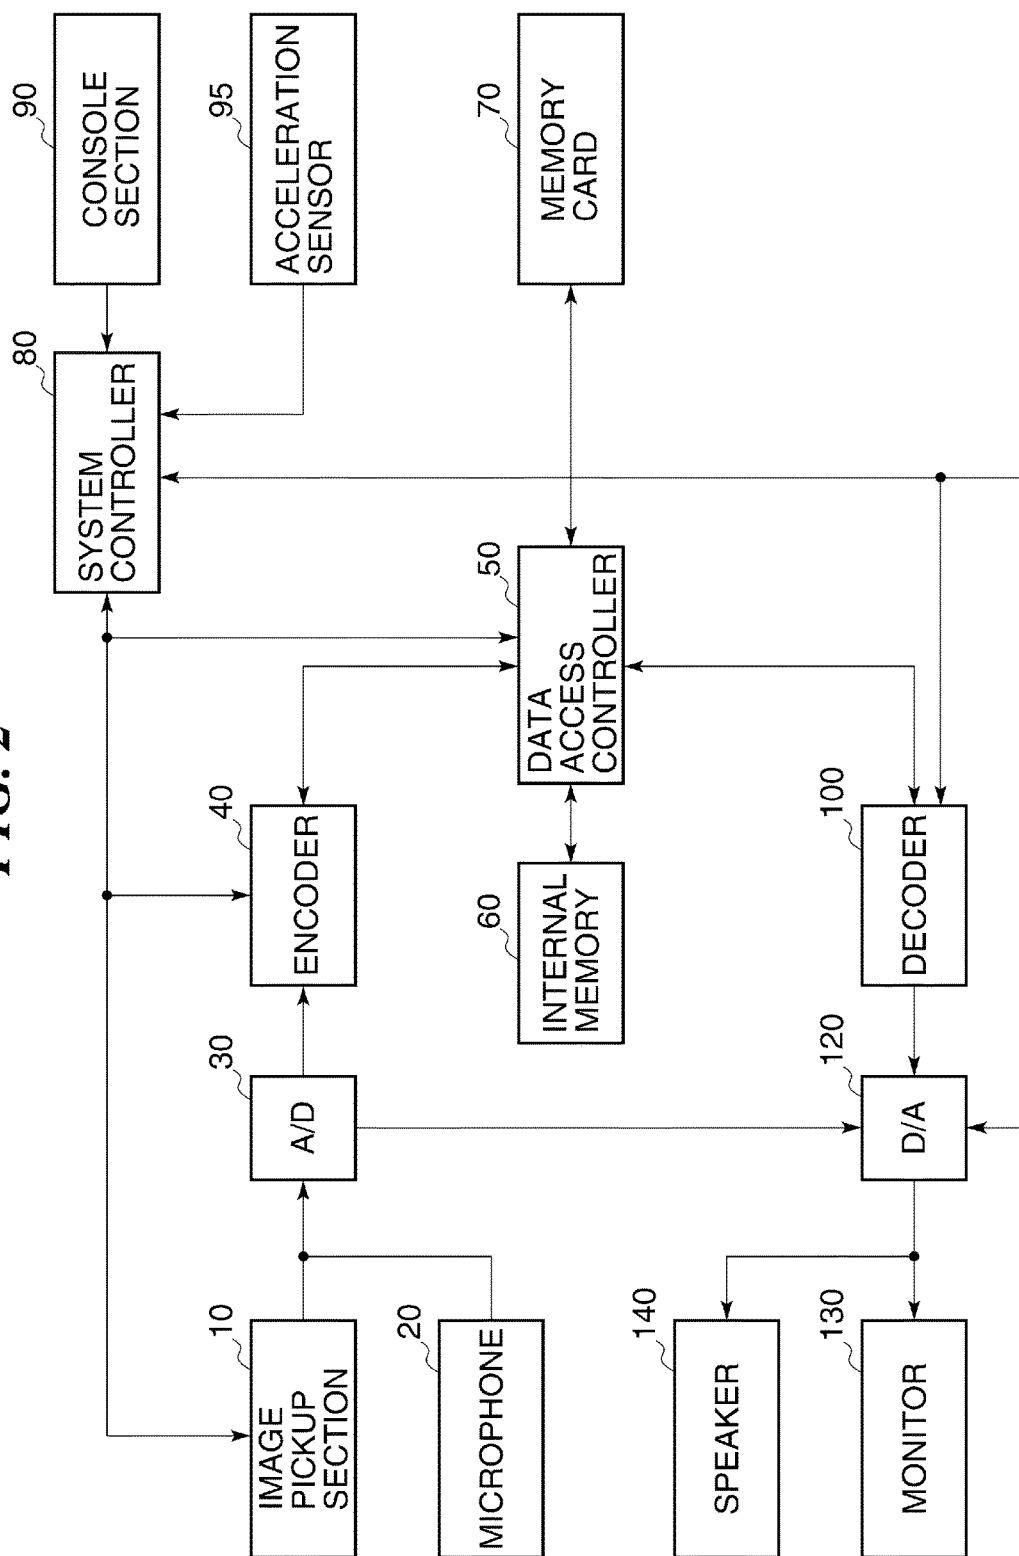 FIG. 2
80
SYSTEM
CONTROLLER
90
CONSOLE
SECTION
10
IMAGE
PICKUP
SECTION
30
A/D
40
ENCODER
95
ACCELERATION
SENSOR
20
MICROPHONE
60
INTERNAL
MEMORY
50
DATA
ACCESS
CONTROLLER
70
MEMORY
CARD
140
SPEAKER
130
MONITOR
120
D/A
100
DECODER